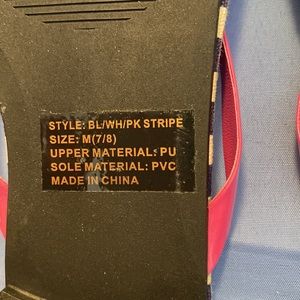 STYLE: BL/WH/PK STRIPE
SIZE: M(7/8)
UPPER MATERIAL: PU
SOLE MATERIAL: PVC
MADE IN CHINA